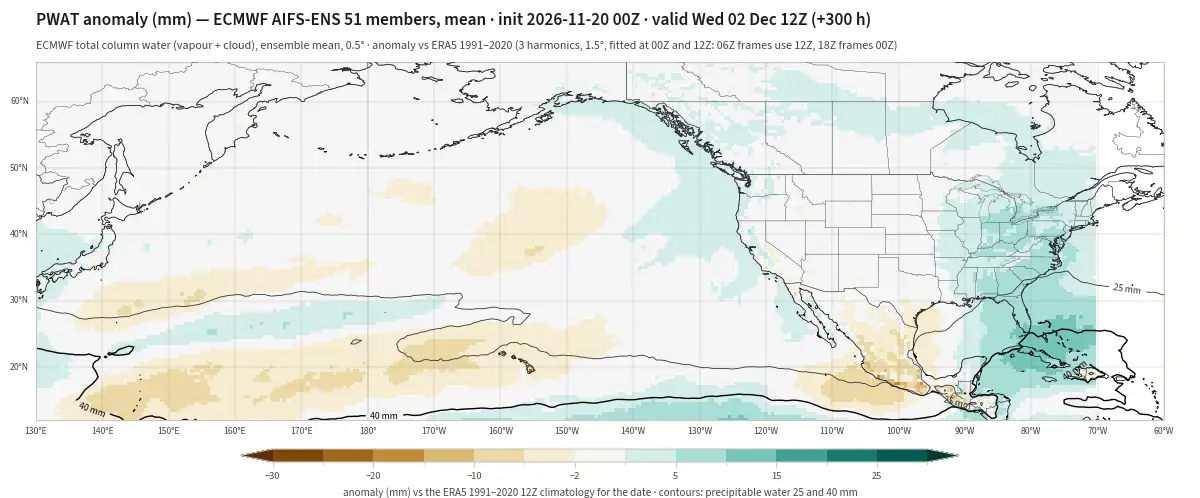 PWAT anomaly (mm) — ECMWF AIFS-ENS 51 members, mean · init 2026-11-20 00Z · valid Wed 02 Dec 12Z (+300 h)
ECMWF total column water (vapour + cloud), ensemble mean, 0.5° · anomaly vs ERA5 1991–2020 (3 harmonics, 1.5°, fitted at 00Z and 12Z: 06Z frames use 12Z, 18Z frames 00Z)
60°N
50°N
40°N
30°N
20°N
25 mm
40 mm
40 mm
130°E 140°E 150°E 160°E 170°E 180° 170°W 160°W 150°W 140°W 130°W 120°W 110°W 100°W 90°W 80°W 70°W 60°W
−30 −20 −10 −2 5 15 25
anomaly (mm) vs the ERA5 1991–2020 12Z climatology for the date · contours: precipitable water 25 and 40 mm